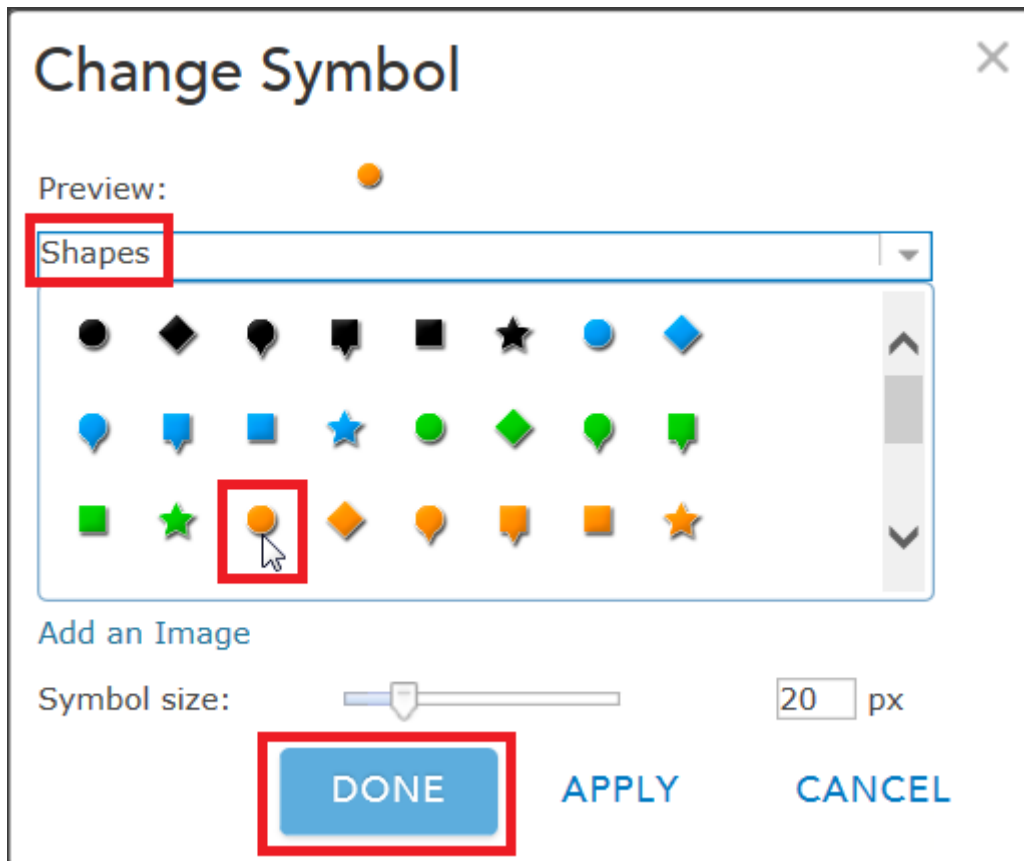 Change Symbol
Preview:
Shapes
Add an Image
Symbol size:
20 px
DONE APPLY CANCEL